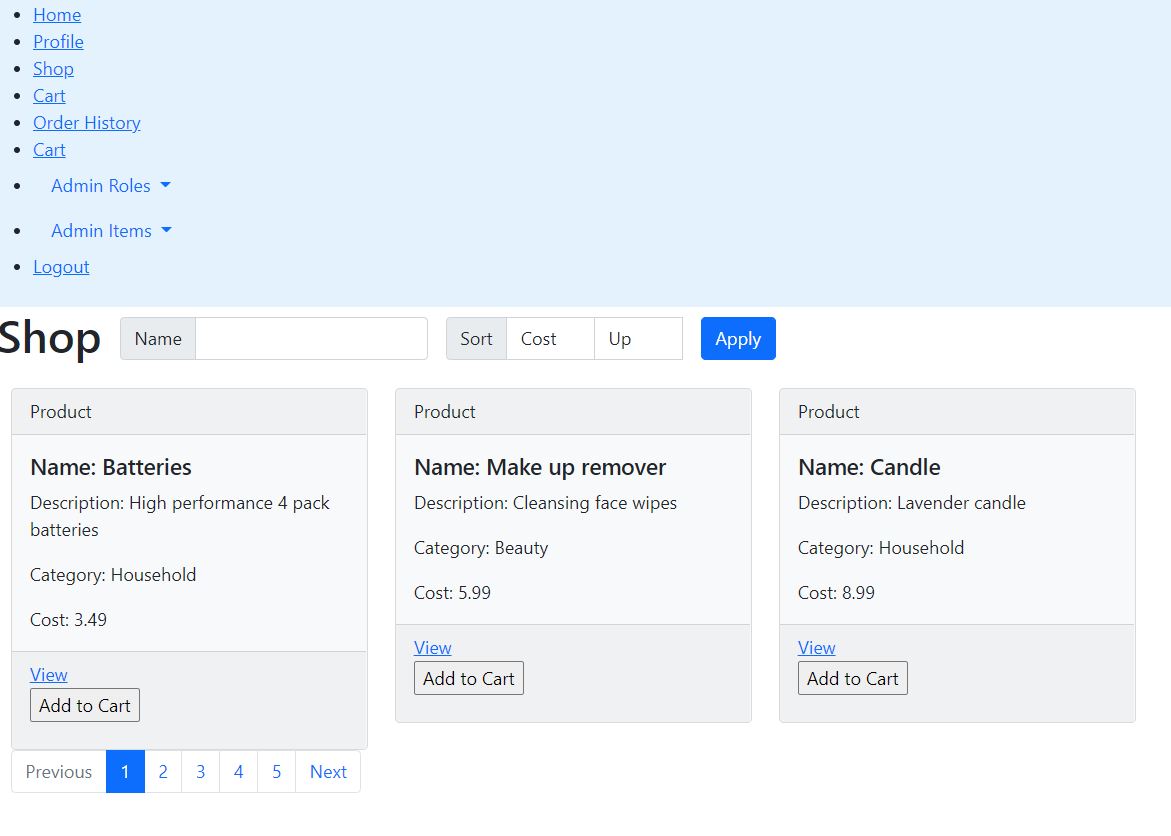 Home
Profile
Shop
Cart
Order History
Cart
Admin Roles
Admin Items
Logout
Shop Name Sort Cost Up Apply
Product
Name: Batteries
Description: High performance 4 pack
batteries
Category: Household
Cost: 3.49
View
Add to Cart
Product
Name: Make up remover
Description: Cleansing face wipes
Category: Beauty
Cost: 5.99
View
Add to Cart
Product
Name: Candle
Description: Lavender candle
Category: Household
Cost: 8.99
View
Add to Cart
Previous 1 2 3 4 5 Next